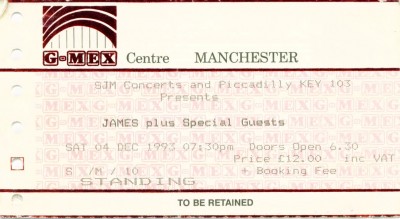 G-MEX Centre MANCHESTER
SJM Concerts and Piccadilly KEY 103
Presents
JAMES plus Special Guests
SAT 04 DEC 1993 07:30pm Doors Open 6.30
Price £12.00 inc VAT
S /M / 10 + Booking Fee
STANDING
TO BE RETAINED